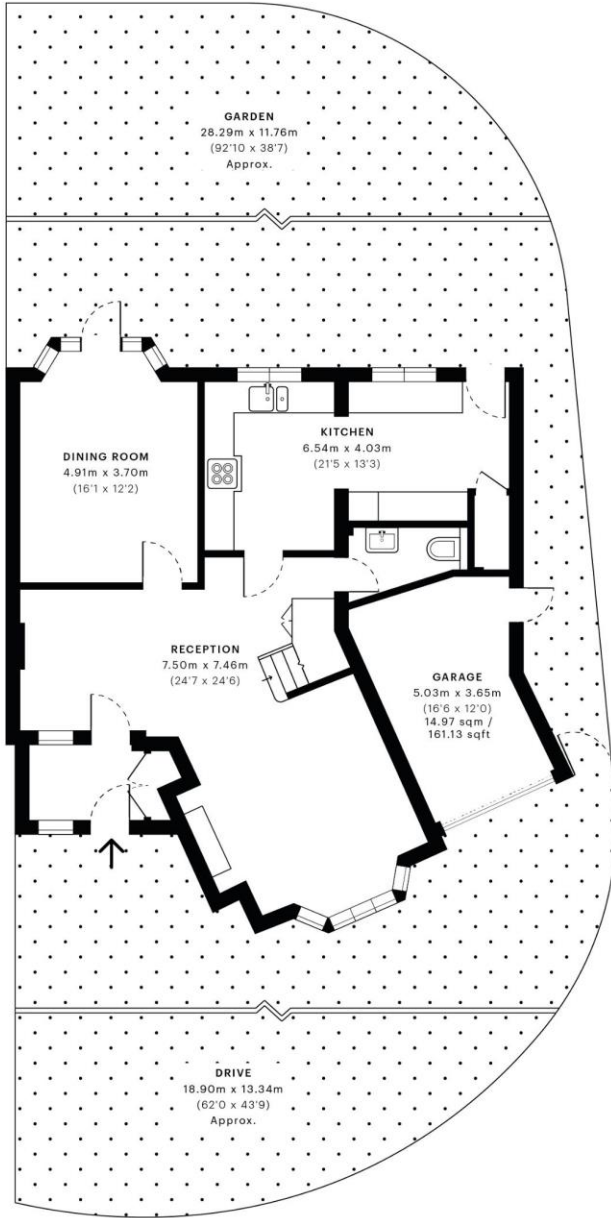 GARDEN
28.29m x 11.76m
(92'10 x 38'7)
Approx.
DINING ROOM
4.91m x 3.70m
(16'1 x 12'2)
KITCHEN
6.54m x 4.03m
(21'5 x 13'3)
RECEPTION
7.50m x 7.46m
(24'7 x 24'6)
GARAGE
5.03m x 3.65m
(16'6 x 12'0)
14.97 sqm /
161.13 sqft
DRIVE
18.90m x 13.34m
(62'0 x 43'9)
Approx.